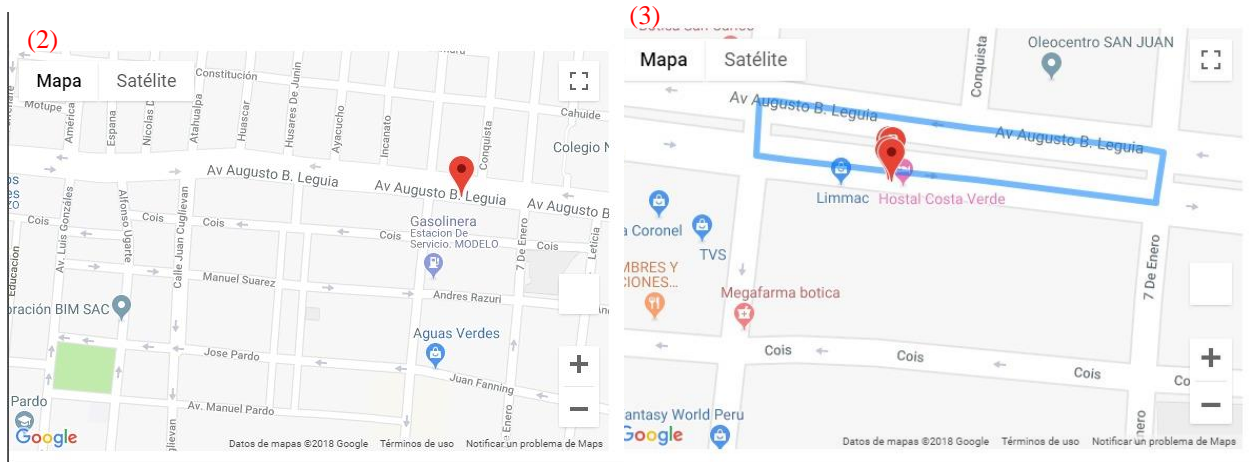 (2)
Mapa Satélite
Constitución
Motupe
América
Espana
Nicolas D
Atahualpa
Huascar
Husares De Junin
Ayacucho
Incanato
Conquista
Cahuide
Colegio N
Av Augusto B. Leguia
Av Augusto B. Leguia
Av Augusto B
Cois
Cois
Cois
Gasolinera
Estacion De
Servicio. MODELO
Educacion
Av. Luis Gonzáles
Alfonso Ugarte
Calle Juan Cuglievan
7 De Enero
Leticia
Manuel Suarez
Andres Razuri
oración BIM SAC
Aguas Verdes
Jose Pardo
Juan Fanning
Av. Manuel Pardo
Pardo
e Enero
glievan
Google
Datos de mapas ©2018 Google Términos de uso Notificar un problema de Maps
(3)
Mapa Satélite
Conquista
Oleocentro SAN JUAN
Av Augusto B. Leguia
Av Augusto B. Leguia
Limmac
Hostal Costa Verde
a Coronel
TVS
MBRES Y
CIONES...
Megafarma botica
7 De Enero
Cois
Cois
Cois
Co
antasy World Peru
nero
Google
Datos de mapas ©2018 Google Términos de uso Notificar un problema de Maps